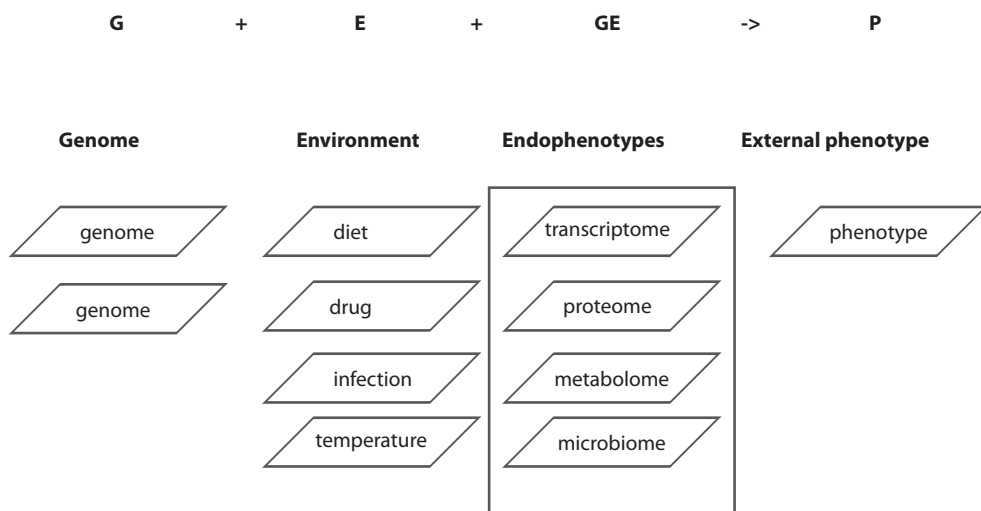 G + E + GE -> P
Genome Environment Endophenotypes External phenotype
genome diet transcriptome phenotype
genome drug proteome
infection metabolome
temperature microbiome